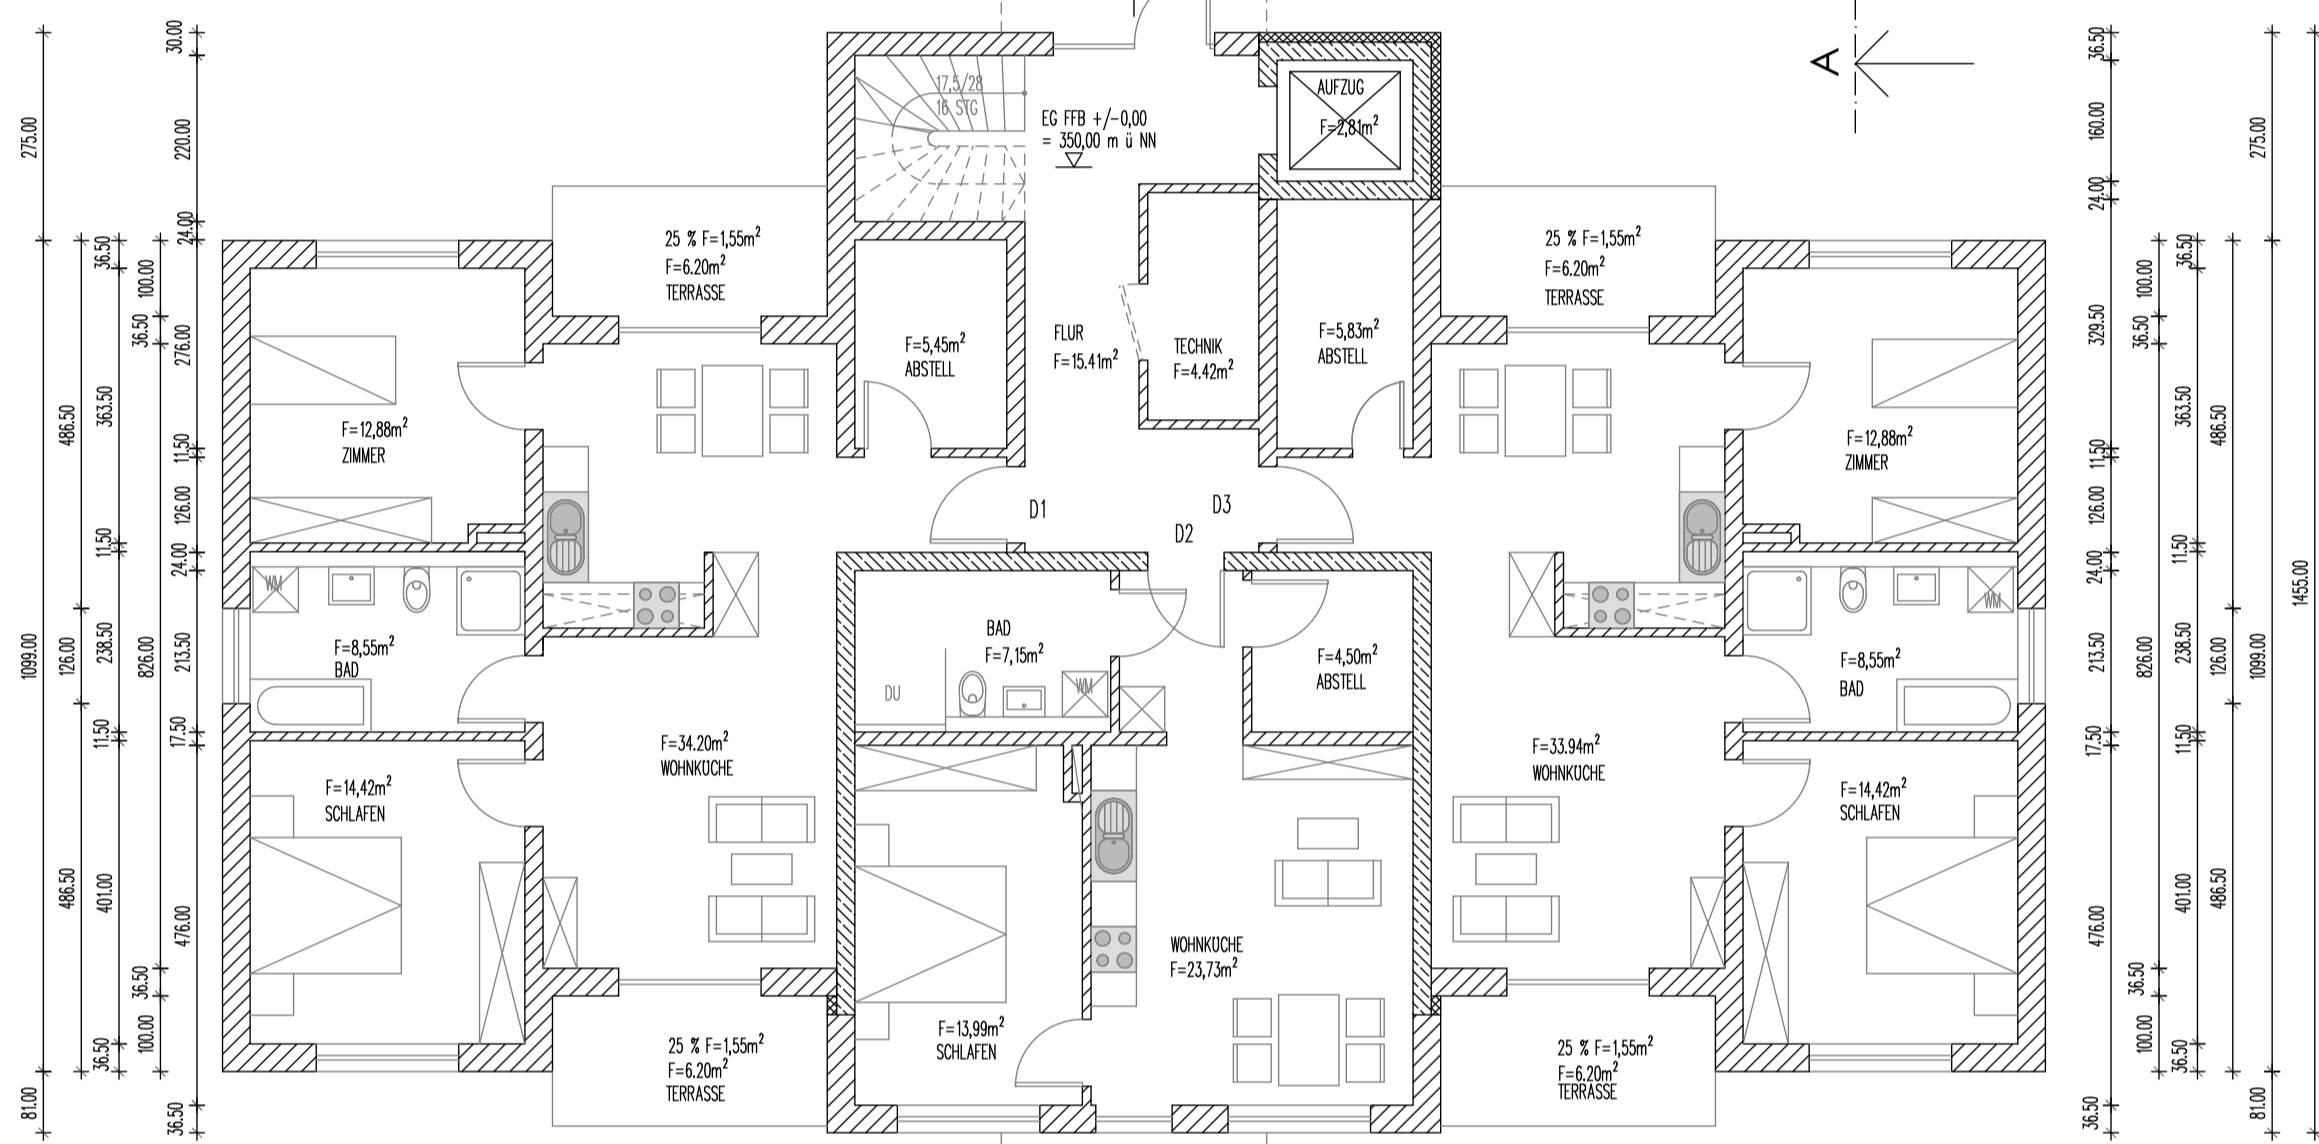 17,5/28
16 STG
EG FFB +/-0,00
= 350,00 m ü NN
AUFZUG
F=2,81m²
A
25 % F=1,55m²
F=6.20m²
TERRASSE
25 % F=1,55m²
F=6.20m²
TERRASSE
F=5,45m²
ABSTELL
FLUR
F=15.41m²
TECHNIK
F=4.42m²
F=5,83m²
ABSTELL
F=12,88m²
ZIMMER
F=12,88m²
ZIMMER
D1
D2
D3
WM
F=8,55m²
BAD
BAD
F=7,15m²
DU
WM
F=4,50m²
ABSTELL
WM
F=8,55m²
BAD
F=34.20m²
WOHNKÜCHE
F=33.94m²
WOHNKÜCHE
F=14,42m²
SCHLAFEN
F=14,42m²
SCHLAFEN
WOHNKÜCHE
F=23,73m²
F=13,99m²
SCHLAFEN
25 % F=1,55m²
F=6.20m²
TERRASSE
25 % F=1,55m²
F=6.20m²
TERRASSE
275.00
1099.00
81.00
486.50
126.00
486.50
36.50
363.50
11.50
238.50
11.50
401.00
36.50
100.00
36.50
826.00
36.50
100.00
30.00
220.00
24.00
276.00
11.50
126.00
24.00
213.50
17.50
476.00
36.50
36.50
160.00
24.00
329.50
11.50
126.00
24.00
213.50
17.50
476.00
36.50
100.00
36.50
826.00
36.50
100.00
36.50
363.50
11.50
238.50
11.50
401.00
36.50
486.50
126.00
486.50
275.00
1099.00
81.00
1455.00